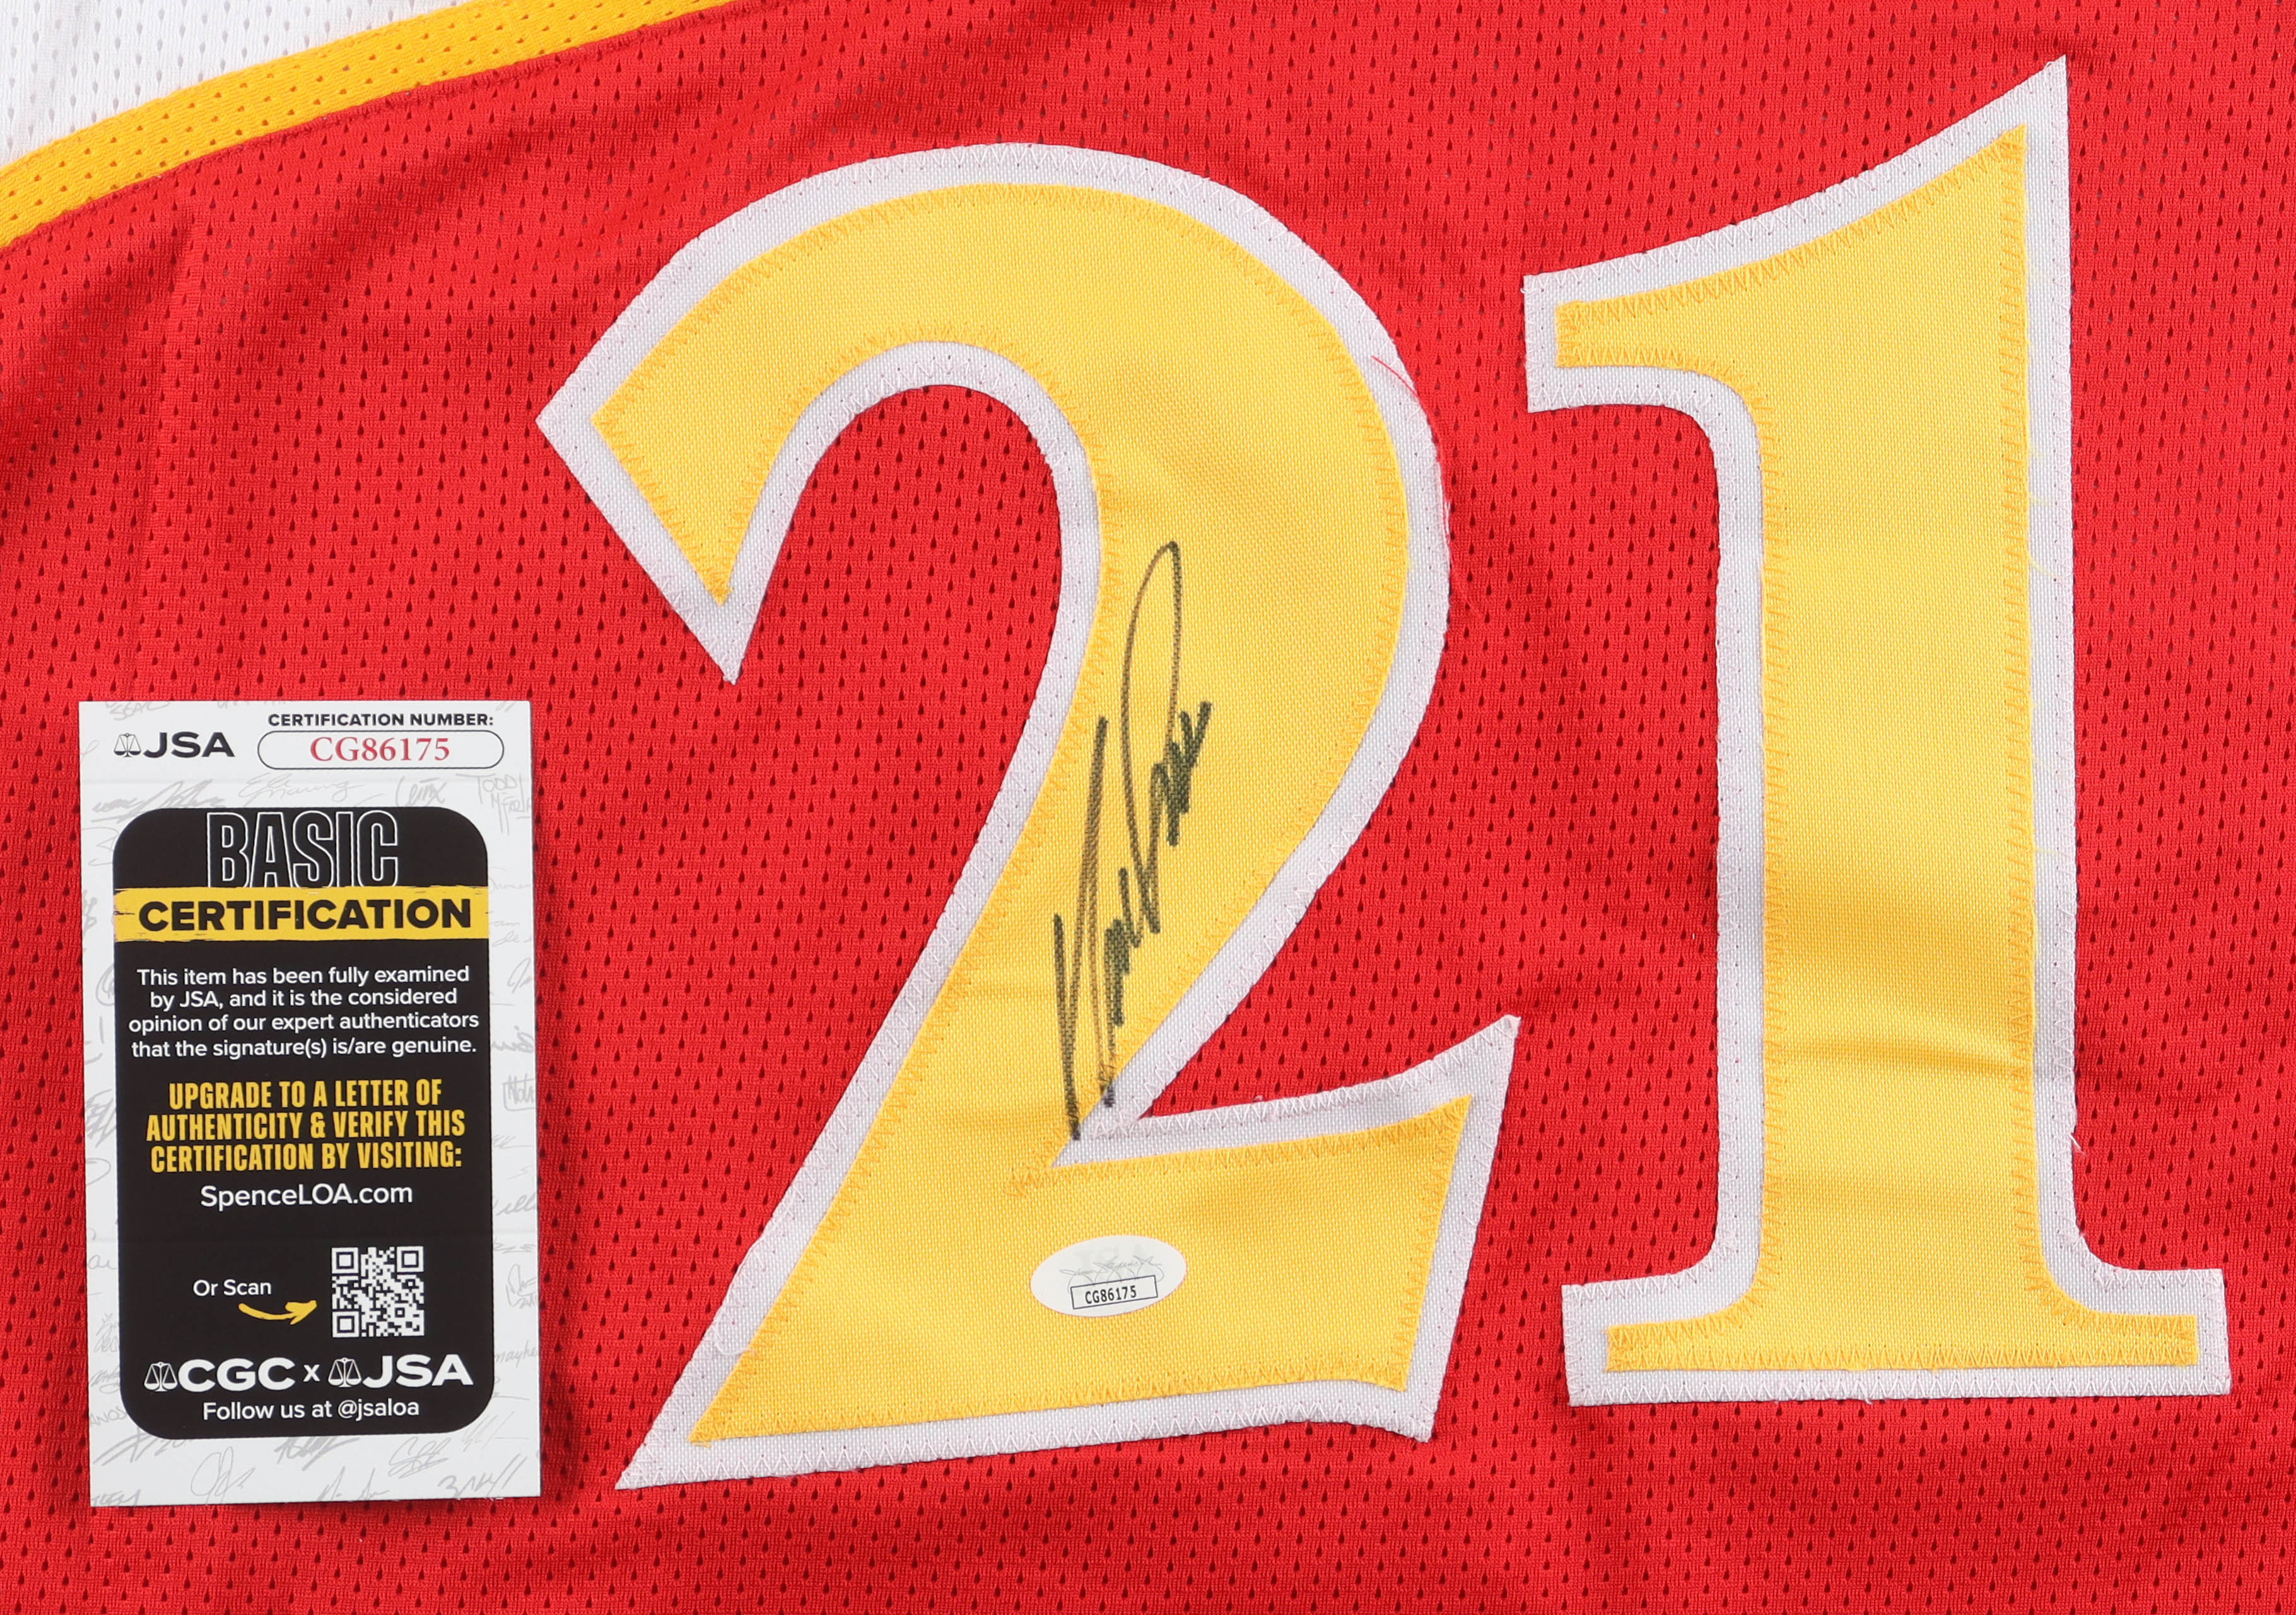 21
JSA
CERTIFICATION NUMBER:
CG86175
BASIC
CERTIFICATION
This item has been fully examined
by JSA, and it is the considered
opinion of our expert authenticators
that the signature(s) is/are genuine.
UPGRADE TO A LETTER OF
AUTHENTICITY & VERIFY THIS
CERTIFICATION BY VISITING:
SpenceLOA.com
Or Scan
CGC x JSA
Follow us at @jsaloa
JSA
CG86175